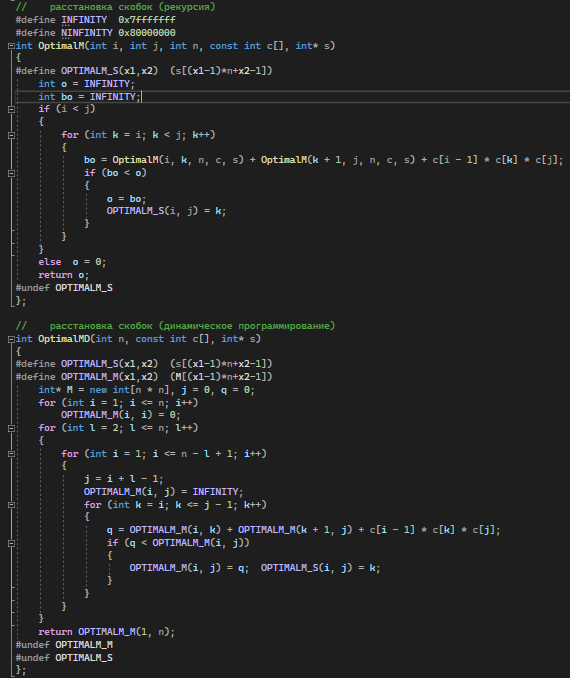 //    расстановка скобок (рекурсия)
#define INFINITY  0x7fffffff
#define NINFINITY 0x80000000
int OptimalM(int i, int j, int n, const int c[], int* s)
{
#define OPTIMALM_S(x1,x2)  (s[(x1-1)*n+x2-1])
    int o = INFINITY;
    int bo = INFINITY;
    if (i < j)
    {
        for (int k = i; k < j; k++)
        {
            bo = OptimalM(i, k, n, c, s) + OptimalM(k + 1, j, n, c, s) + c[i - 1] * c[k] * c[j];
            if (bo < o)
            {
                o = bo;
                OPTIMALM_S(i, j) = k;
            }
        }
    }
    else  o = 0;
    return o;
#undef OPTIMALM_S
};
//    расстановка скобок (динамическое программирование)
int OptimalMD(int n, const int c[], int* s)
{
#define OPTIMALM_S(x1,x2)  (s[(x1-1)*n+x2-1])
#define OPTIMALM_M(x1,x2)  (M[(x1-1)*n+x2-1])
    int* M = new int[n * n], j = 0, q = 0;
    for (int i = 1; i <= n; i++)
        OPTIMALM_M(i, i) = 0;
    for (int l = 2; l <= n; l++)
    {
        for (int i = 1; i <= n - l + 1; i++)
        {
            j = i + l - 1;
            OPTIMALM_M(i, j) = INFINITY;
            for (int k = i; k <= j - 1; k++)
            {
                q = OPTIMALM_M(i, k) + OPTIMALM_M(k + 1, j) + c[i - 1] * c[k] * c[j];
                if (q < OPTIMALM_M(i, j))
                {
                    OPTIMALM_M(i, j) = q;  OPTIMALM_S(i, j) = k;
                }
            }
        }
    }
    return OPTIMALM_M(1, n);
#undef OPTIMALM_M
#undef OPTIMALM_S
};